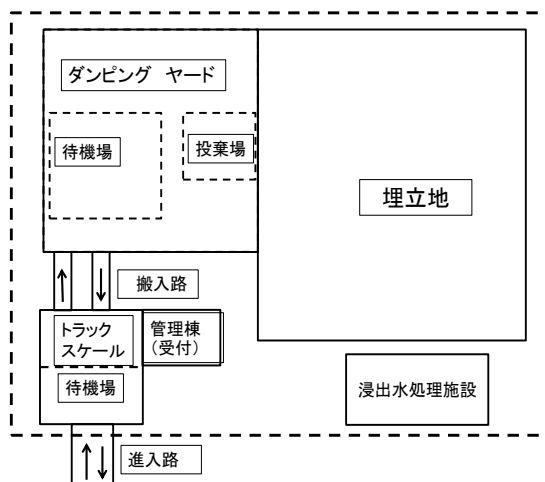 ダンピング ヤード
待機場
投棄場
埋立地
搬入路
トラック
スケール
管理棟
(受付)
待機場
浸出水処理施設
進入路